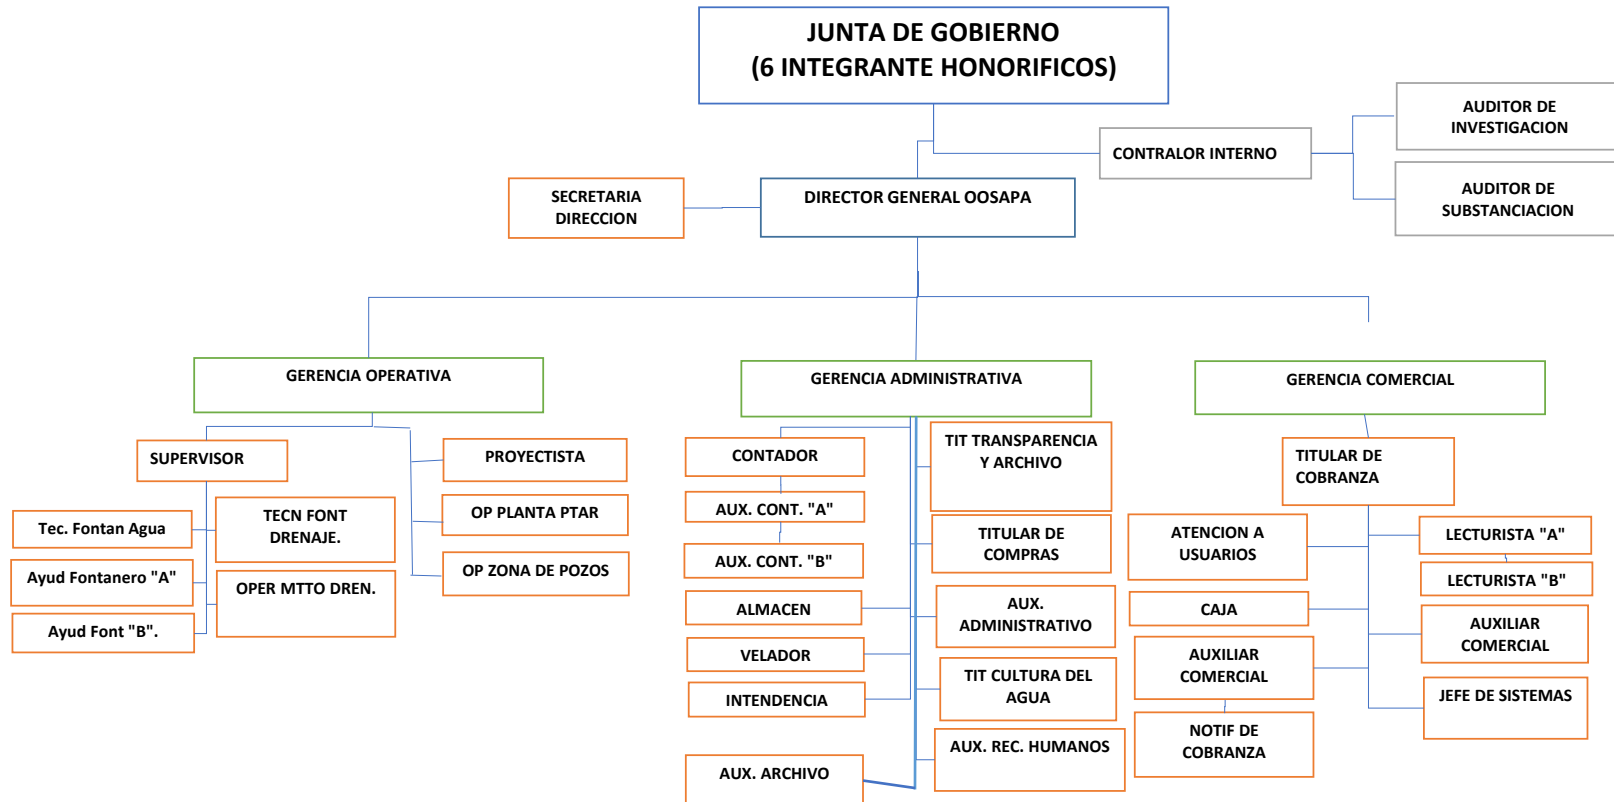 JUNTA DE GOBIERNO
(6 INTEGRANTE HONORIFICOS)
AUDITOR DE
INVESTIGACION
CONTRALOR INTERNO
AUDITOR DE
SUBSTANCIACION
SECRETARIA
DIRECCION
DIRECTOR GENERAL OOSAPA
GERENCIA OPERATIVA
GERENCIA ADMINISTRATIVA
GERENCIA COMERCIAL
SUPERVISOR
Tec. Fontan Agua
Ayud Fontanero "A"
Ayud Font "B".
TECN FONT
DRENAJE.
OPER MTTO DREN.
PROYECTISTA
OP PLANTA PTAR
OP ZONA DE POZOS
CONTADOR
AUX. CONT. "A"
AUX. CONT. "B"
ALMACEN
VELADOR
INTENDENCIA
AUX. ARCHIVO
TIT TRANSPARENCIA
Y ARCHIVO
TITULAR DE
COMPRAS
AUX.
ADMINISTRATIVO
TIT CULTURA DEL
AGUA
AUX. REC. HUMANOS
TITULAR DE
COBRANZA
ATENCION A
USUARIOS
CAJA
AUXILIAR
COMERCIAL
NOTIF DE
COBRANZA
LECTURISTA "A"
LECTURISTA "B"
AUXILIAR
COMERCIAL
JEFE DE SISTEMAS